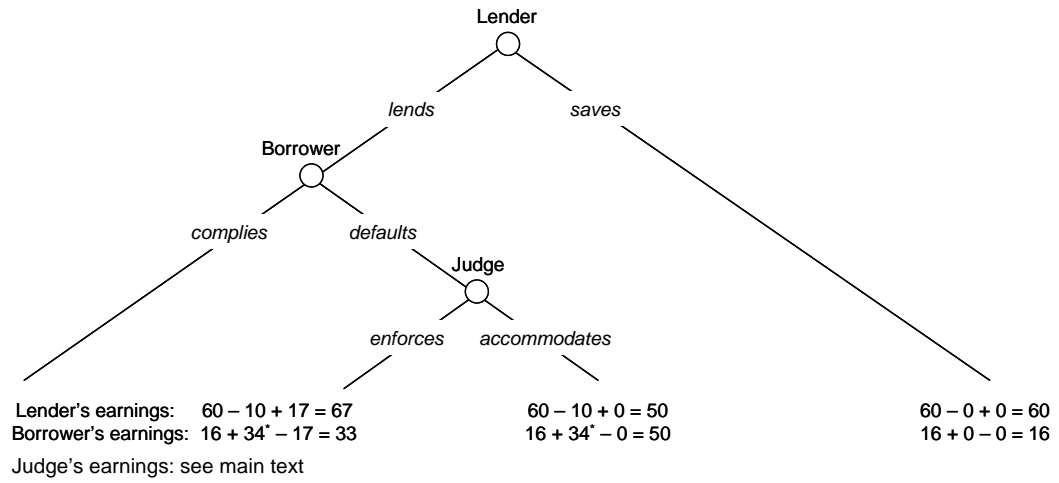 Lender
lends saves
Borrower
complies defaults
Judge
enforces accommodates
Lender's earnings: 60 – 10 + 17 = 67 60 – 10 + 0 = 50 60 – 0 + 0 = 60
Borrower's earnings: 16 + 34* – 17 = 33 16 + 34* – 0 = 50 16 + 0 – 0 = 16
Judge's earnings: see main text